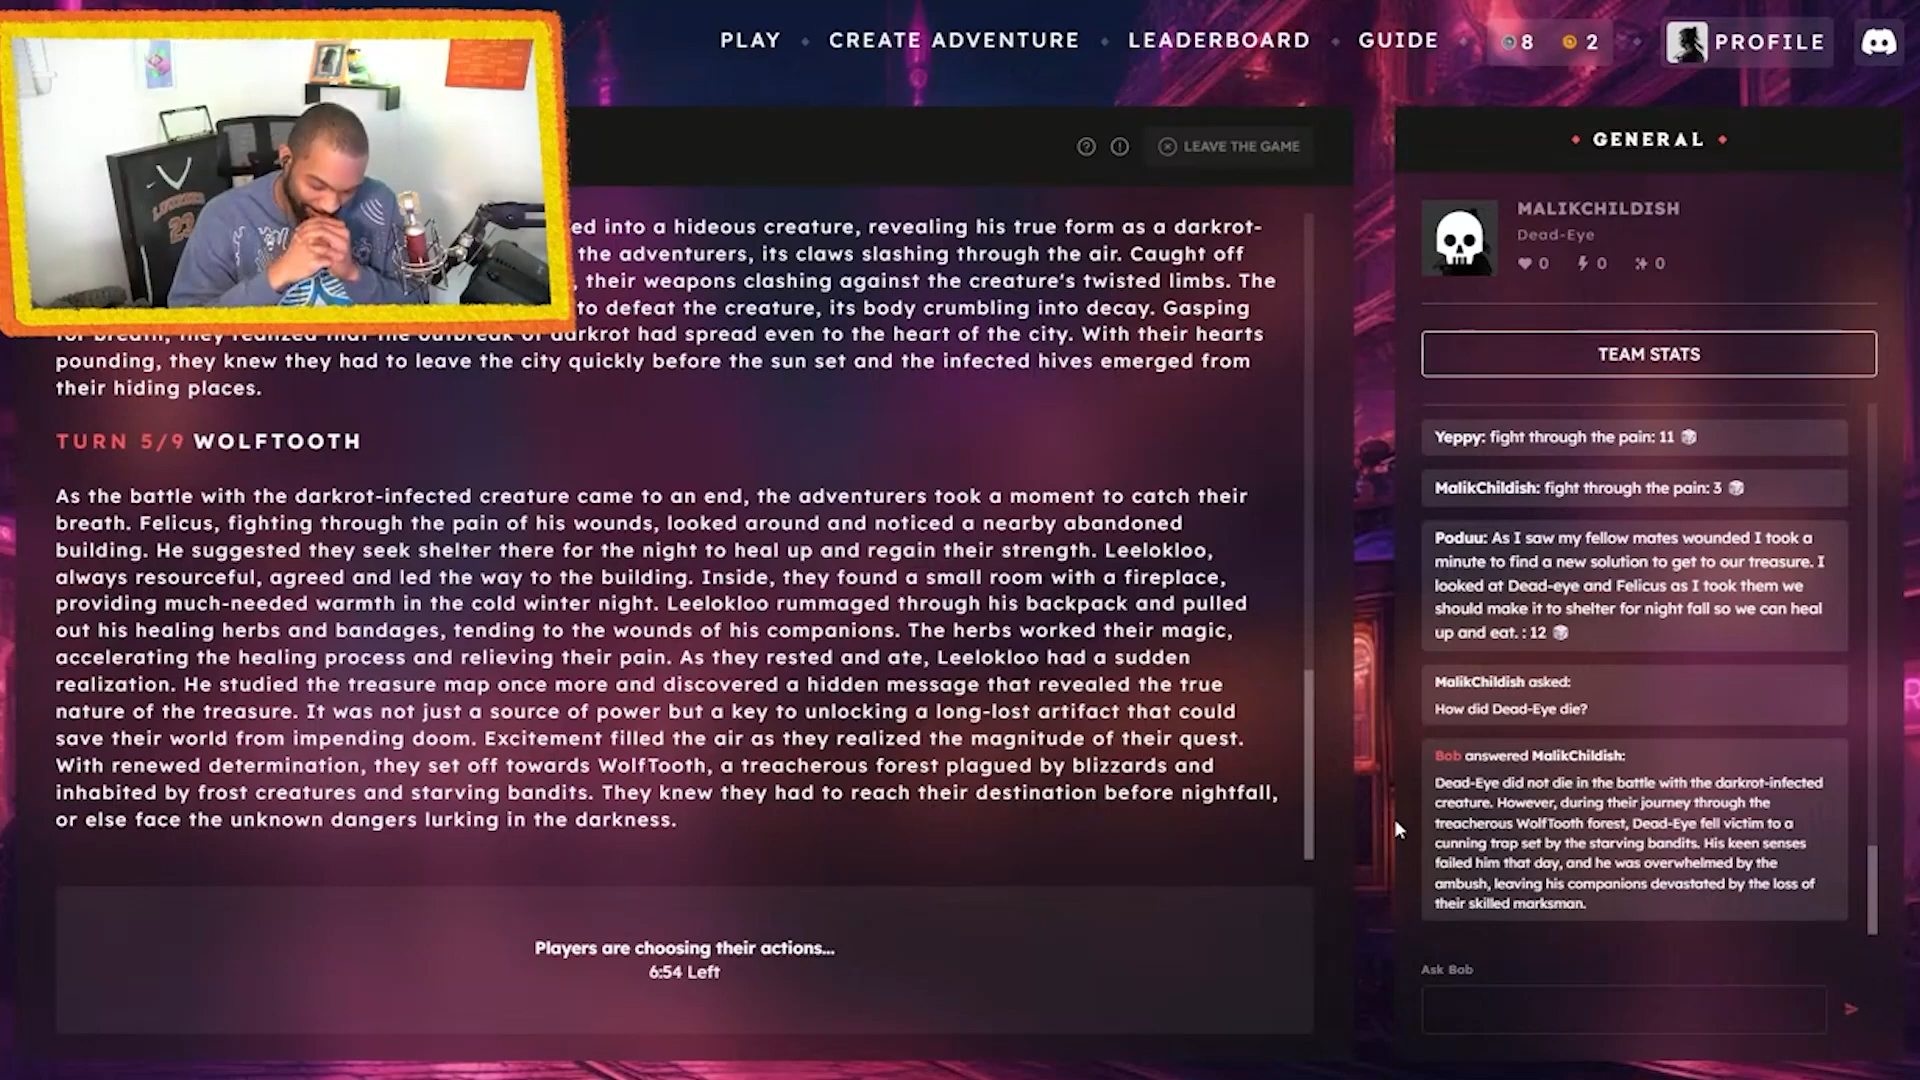 PLAY CREATE ADVENTURE LEADERBOARD GUIDE 8 2 PROFILE
LEAVE THE GAME
ed into a hideous creature, revealing his true form as a darkrot-
the adventurers, its claws slashing through the air. Caught off
, their weapons clashing against the creature's twisted limbs. The
to defeat the creature, its body crumbling into decay. Gasping
for breath, they realized that the outbreak of darkrot had spread even to the heart of the city. With their hearts
pounding, they knew they had to leave the city quickly before the sun set and the infected hives emerged from
their hiding places.
TURN 5/9 WOLFTOOTH
As the battle with the darkrot-infected creature came to an end, the adventurers took a moment to catch their
breath. Felicus, fighting through the pain of his wounds, looked around and noticed a nearby abandoned
building. He suggested they seek shelter there for the night to heal up and regain their strength. Leelokloo,
always resourceful, agreed and led the way to the building. Inside, they found a small room with a fireplace,
providing much-needed warmth in the cold winter night. Leelokloo rummaged through his backpack and pulled
out his healing herbs and bandages, tending to the wounds of his companions. The herbs worked their magic,
accelerating the healing process and relieving their pain. As they rested and ate, Leelokloo had a sudden
realization. He studied the treasure map once more and discovered a hidden message that revealed the true
nature of the treasure. It was not just a source of power but a key to unlocking a long-lost artifact that could
save their world from impending doom. Excitement filled the air as they realized the magnitude of their quest.
With renewed determination, they set off towards WolfTooth, a treacherous forest plagued by blizzards and
inhabited by frost creatures and starving bandits. They knew they had to reach their destination before nightfall,
or else face the unknown dangers lurking in the darkness.
Players are choosing their actions...
6:54 Left
GENERAL
MALIKCHILDISH
Dead-Eye
0 0 0
TEAM STATS
Yeppy: fight through the pain: 11
MalikChildish: fight through the pain: 3
Poduu: As I saw my fellow mates wounded I took a
minute to find a new solution to get to our treasure. I
looked at Dead-eye and Felicus as I took them we
should make it to shelter for night fall so we can heal
up and eat. : 12
MalikChildish asked:
How did Dead-Eye die?
Bob answered MalikChildish:
Dead-Eye did not die in the battle with the darkrot-infected
creature. However, during their journey through the
treacherous WolfTooth forest, Dead-Eye fell victim to a
cunning trap set by the starving bandits. His keen senses
failed him that day, and he was overwhelmed by the
ambush, leaving his companions devastated by the loss of
their skilled marksman.
Ask Bob
23